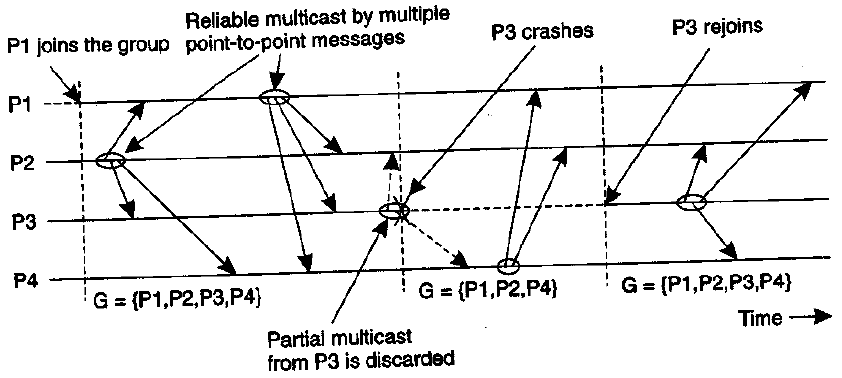 Reliable multicast by multiple
P1 joins the group point-to-point messages
P3 crashes
P3 rejoins
P1
P2
P3
P4
G = {P1,P2,P3,P4}
G = {P1,P2,P4}
G = {P1,P2,P3,P4}
Time
Partial multicast
from P3 is discarded